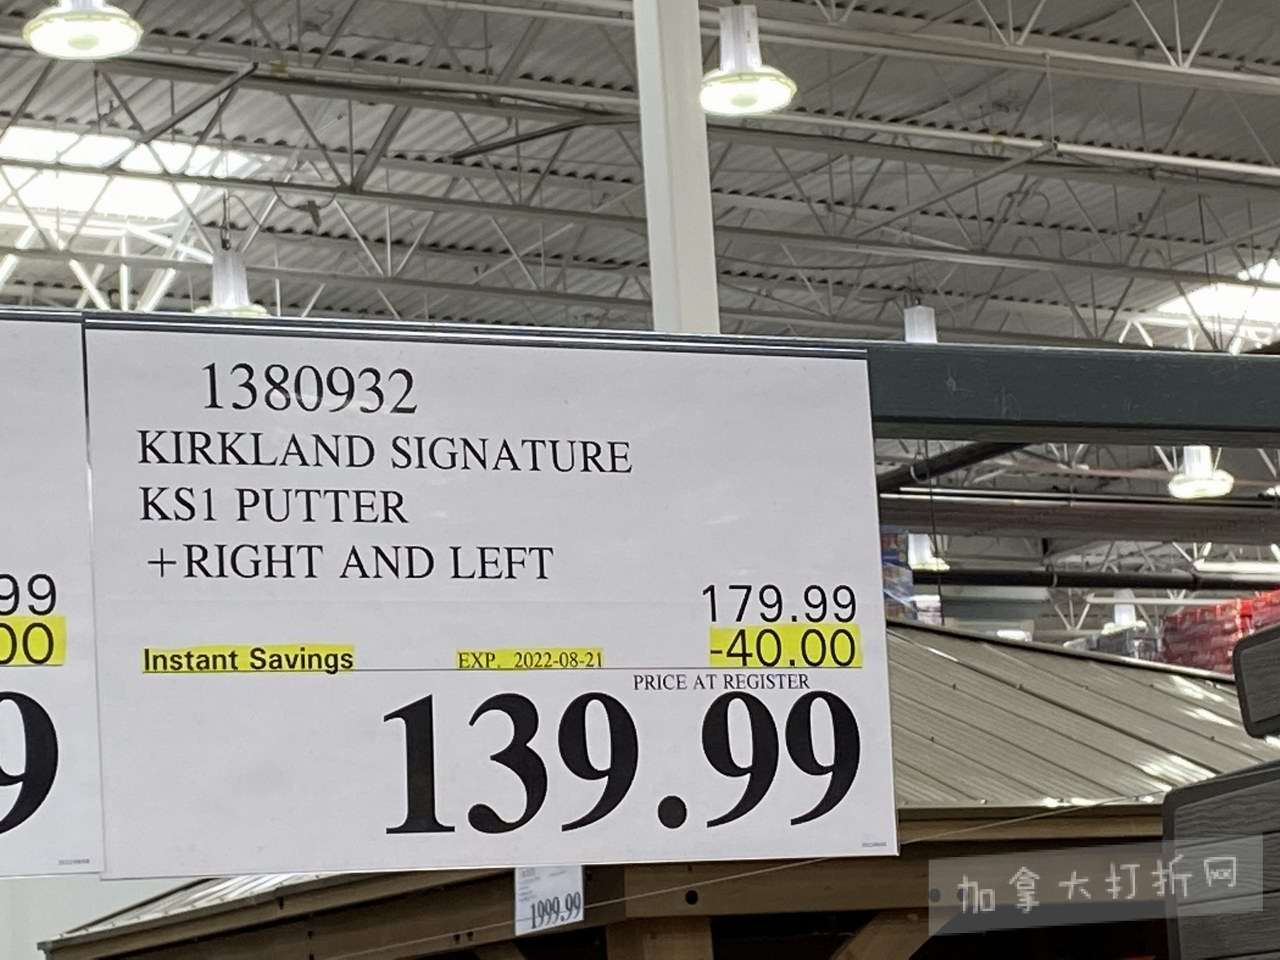 1380932
KIRKLAND SIGNATURE
KS1 PUTTER
+RIGHT AND LEFT
99
00
179.99
Instant Savings EXP. 2022-08-21 -40.00
PRICE AT REGISTER
9
139.99
1999.99
加拿大打折网